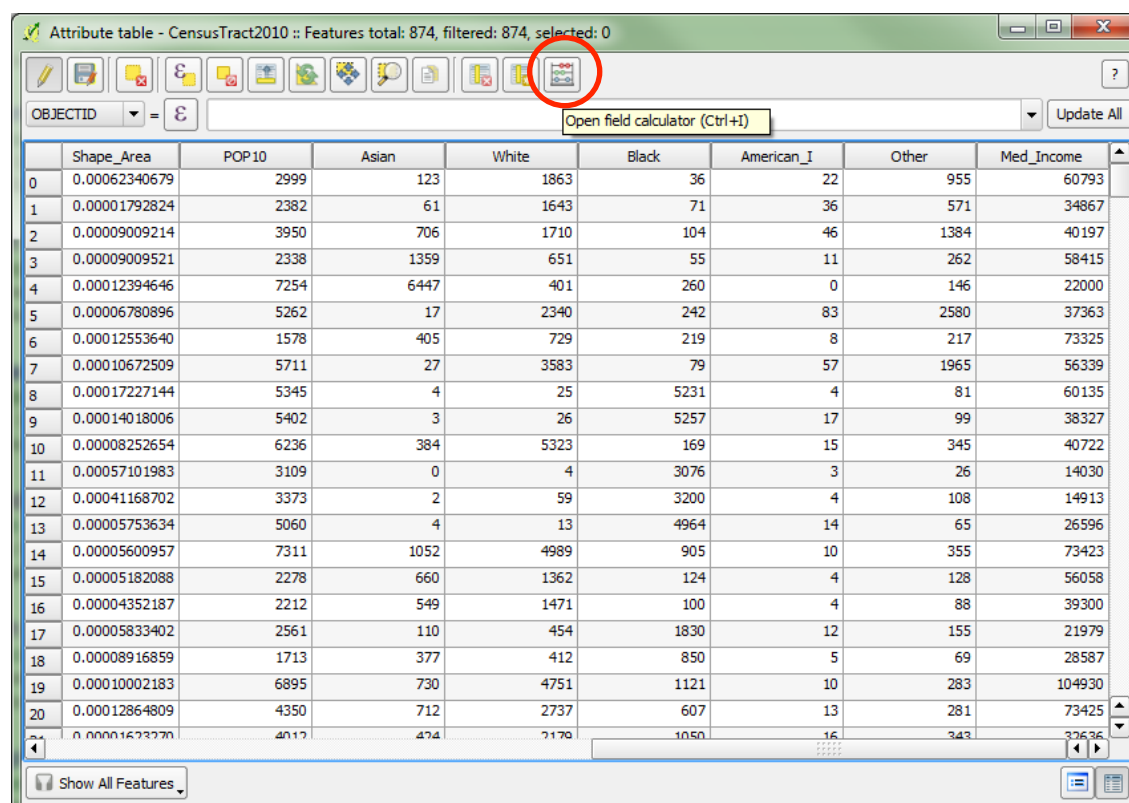 Attribute table - CensusTract2010 :: Features total: 874, filtered: 874, selected: 0
?
OBJECTID = ε Update All
Open field calculator (Ctrl+I)
Shape_Area POP10 Asian White Black American_I Other Med_Income
0 0.00062340679 2999 123 1863 36 22 955 60793
1 0.00001792824 2382 61 1643 71 36 571 34867
2 0.00009009214 3950 706 1710 104 46 1384 40197
3 0.00009009521 2338 1359 651 55 11 262 58415
4 0.00012394646 7254 6447 401 260 0 146 22000
5 0.00006780896 5262 17 2340 242 83 2580 37363
6 0.00012553640 1578 405 729 219 8 217 73325
7 0.00010672509 5711 27 3583 79 57 1965 56339
8 0.00017227144 5345 4 25 5231 4 81 60135
9 0.00014018006 5402 3 26 5257 17 99 38327
10 0.00008252654 6236 384 5323 169 15 345 40722
11 0.00057101983 3109 0 4 3076 3 26 14030
12 0.00041168702 3373 2 59 3200 4 108 14913
13 0.00005753634 5060 4 13 4964 14 65 26596
14 0.00005600957 7311 1052 4989 905 10 355 73423
15 0.00005182088 2278 660 1362 124 4 128 56058
16 0.00004352187 2212 549 1471 100 4 88 39300
17 0.00005833402 2561 110 454 1830 12 155 21979
18 0.00008916859 1713 377 412 850 5 69 28587
19 0.00010002183 6895 730 4751 1121 10 283 104930
20 0.00012864809 4350 712 2737 607 13 281 73425
0.00001623270 4012 424 2179 1050 16 343 32636
Show All Features